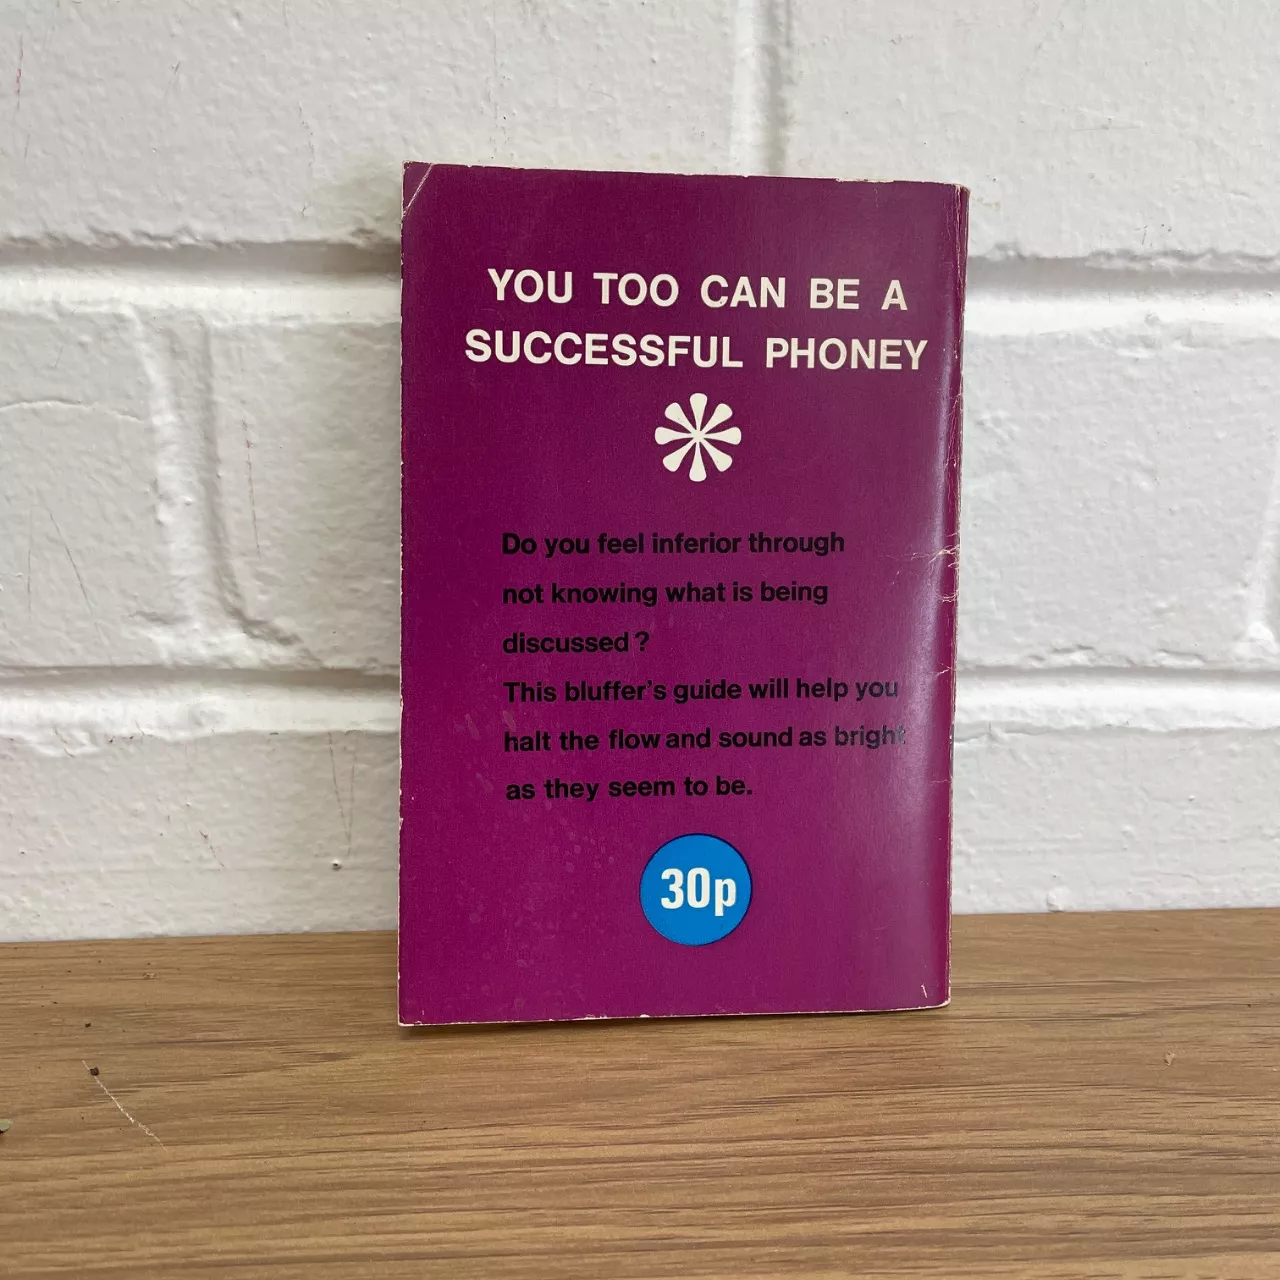 YOU TOO CAN BE A
SUCCESSFUL PHONEY
Do you feel inferior through
not knowing what is being
discussed?
This bluffer's guide will help you
halt the flow and sound as bright
as they seem to be.
30p